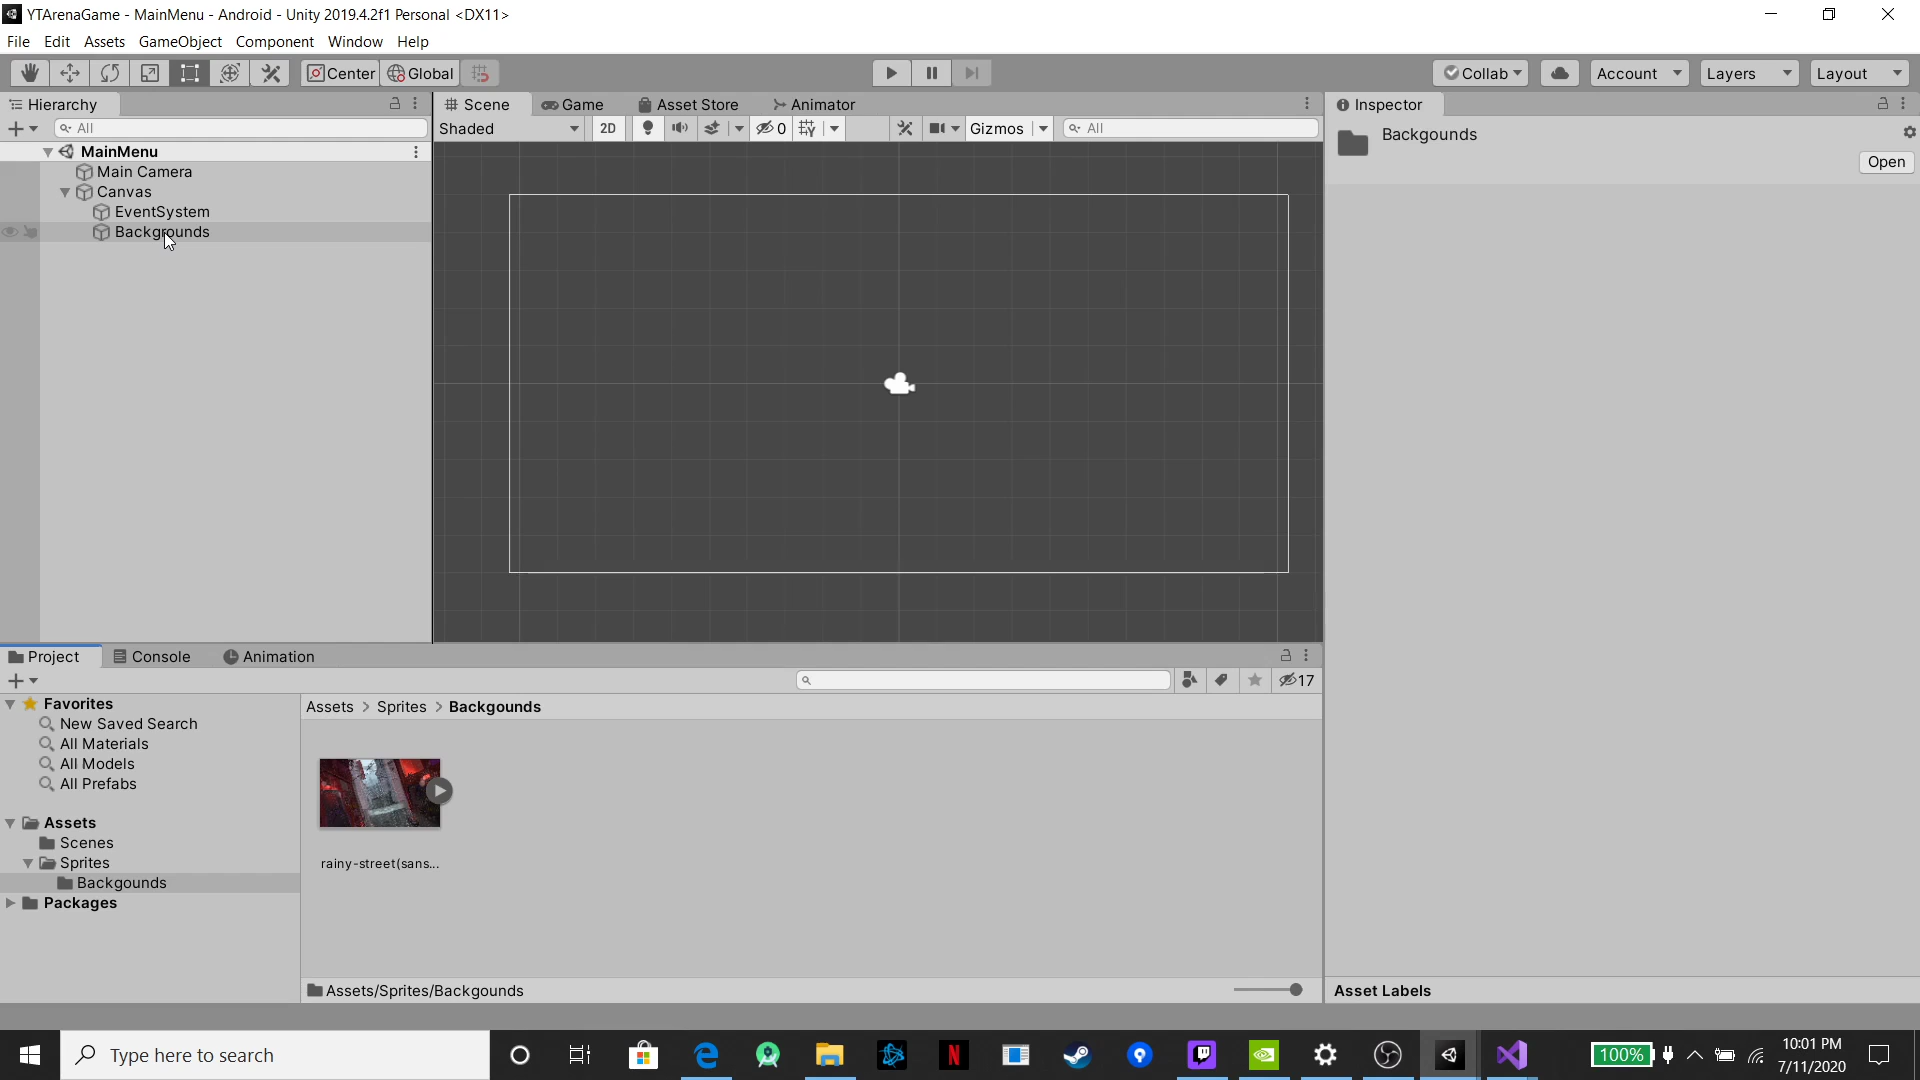 YTArenaGame - MainMenu - Android - Unity 2019.4.2f1 Personal <DX11>
File Edit Assets GameObject Component Window Help
Center Global Collab Account Layers Layout
Hierarchy
All
MainMenu
Main Camera
Canvas
EventSystem
Backgrounds
Scene Game Asset Store Animator
Shaded 2D 0 Gizmos All
Inspector
Backgounds
Open
Project Console Animation
17
Favorites
New Saved Search
All Materials
All Models
All Prefabs
Assets
Scenes
Sprites
Backgounds
Packages
Assets > Sprites > Backgounds
rainy-street(sans...
Assets/Sprites/Backgounds
Asset Labels
Type here to search
N
100%
10:01 PM
7/11/2020